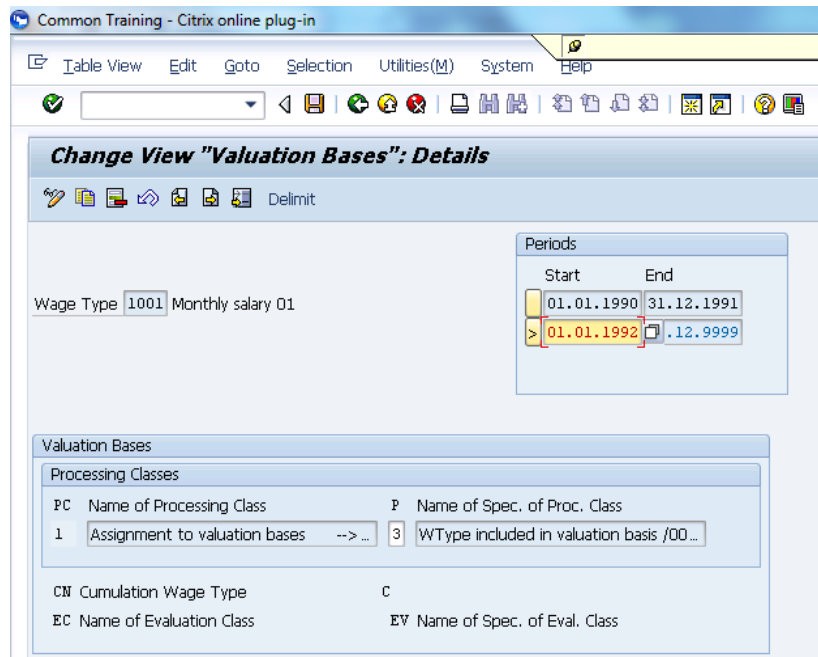 Common Training - Citrix online plug-in
Table View Edit Goto Selection Utilities(M) System Help
Change View "Valuation Bases": Details
Delimit
Periods
Start End
Wage Type 1001 Monthly salary 01
01.01.1990 31.12.1991
> 01.01.1992 .12.9999
Valuation Bases
Processing Classes
PC Name of Processing Class P Name of Spec. of Proc. Class
1 Assignment to valuation bases --> … 3 WType included in valuation basis /00…
CN Cumulation Wage Type C
EC Name of Evaluation Class EV Name of Spec. of Eval. Class